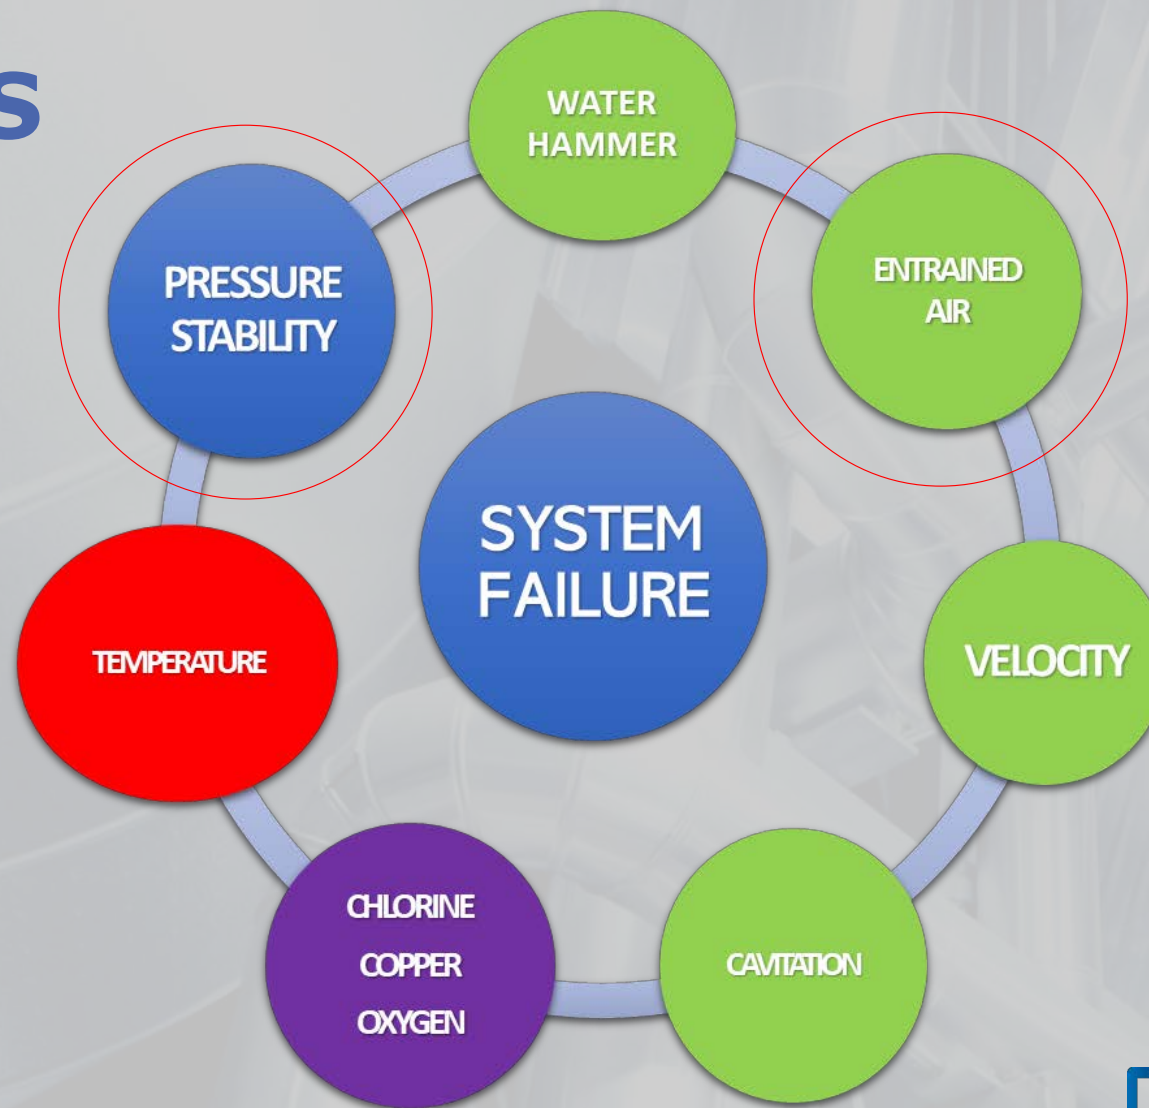 s
WATER
HAMMER
PRESSURE
STABILITY
ENTRAINED
AIR
SYSTEM
FAILURE
TEMPERATURE
VELOCITY
CHLORINE
COPPER
OXYGEN
CAVITATION